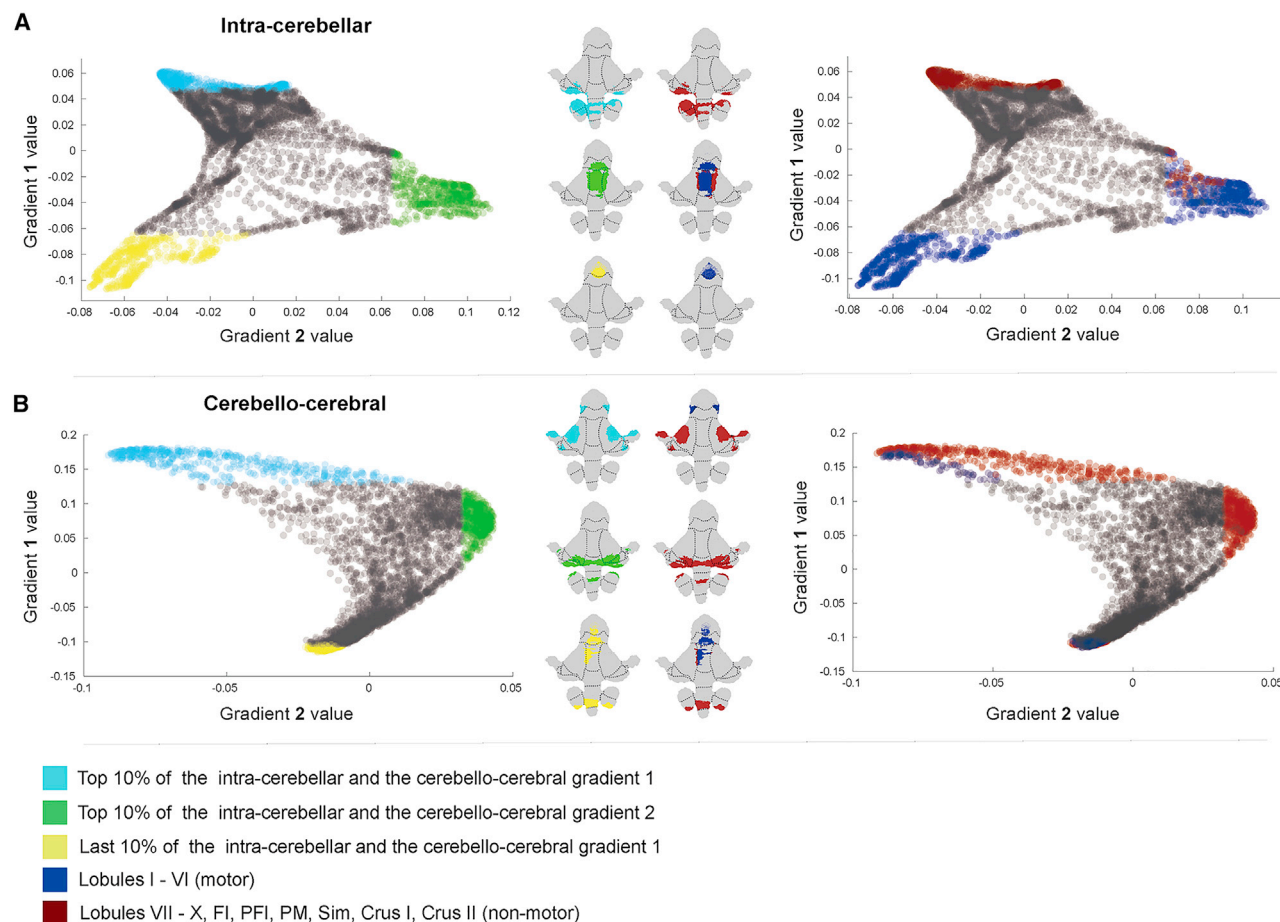 A
Intra-cerebellar
0.06
0.04
0.02
0
-0.02
-0.04
-0.06
-0.08
-0.1
Gradient 1 value
-0.08 -0.06 -0.04 -0.02 0 0.02 0.04 0.06 0.08 0.1 0.12
Gradient 2 value
0.06
0.04
0.02
0
-0.02
-0.04
-0.06
-0.08
-0.1
Gradient 1 value
-0.08 -0.06 -0.04 -0.02 0 0.02 0.04 0.06 0.08 0.1
Gradient 2 value
B
Cerebello-cerebral
0.2
0.15
0.1
0.05
0
-0.05
-0.1
-0.15
Gradient 1 value
-0.1 -0.05 0 0.05
Gradient 2 value
0.2
0.15
0.1
0.05
0
-0.05
-0.1
-0.15
Gradient 1 value
-0.1 -0.05 0 0.05
Gradient 2 value
Top 10% of the intra-cerebellar and the cerebello-cerebral gradient 1
Top 10% of the intra-cerebellar and the cerebello-cerebral gradient 2
Last 10% of the intra-cerebellar and the cerebello-cerebral gradient 1
Lobules I - VI (motor)
Lobules VII - X, FI, PFI, PM, Sim, Crus I, Crus II (non-motor)